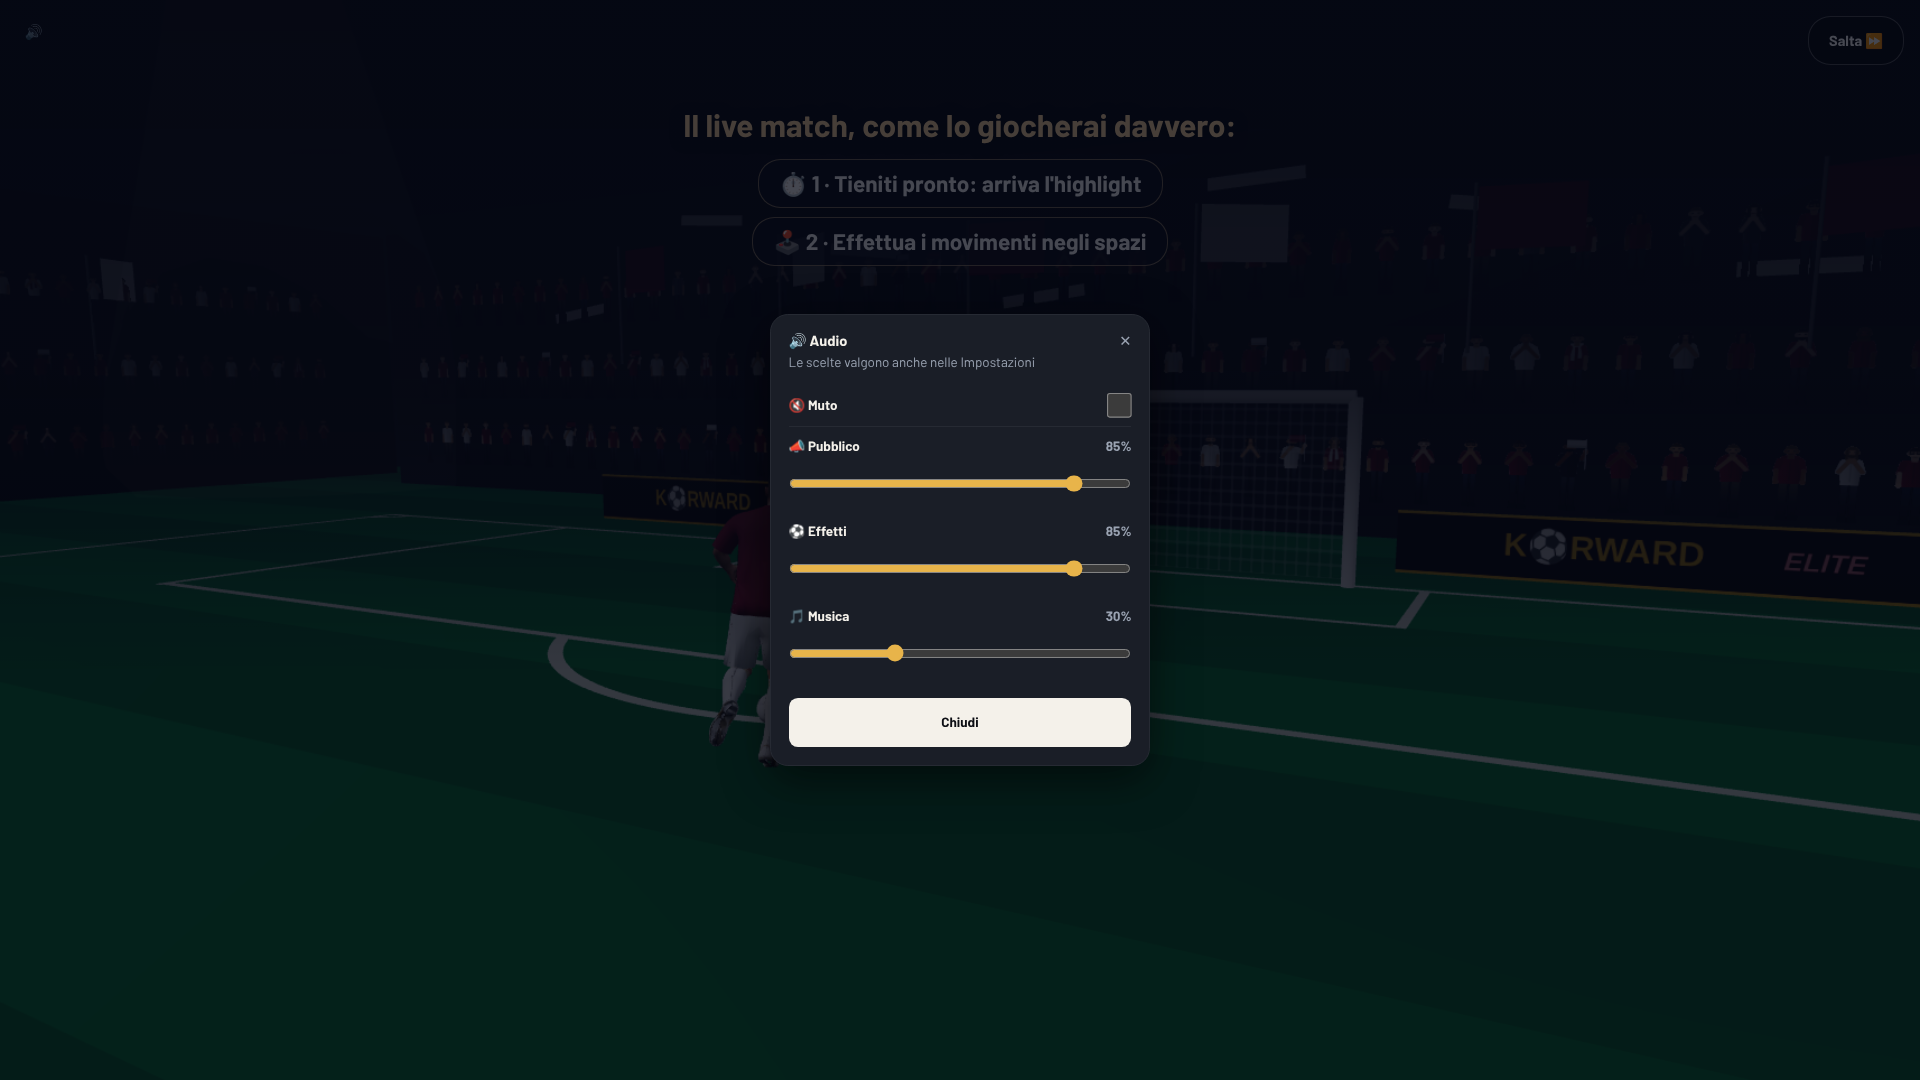 Salta
Il live match, come lo giocherai davvero:
1 · Tieniti pronto: arriva l'highlight
2 · Effettua i movimenti negli spazi
Audio
Le scelte valgono anche nelle Impostazioni
Muto
Pubblico 85%
Effetti 85%
Musica 30%
Chiudi
K⚽RWARD
K⚽RWARD ELITE